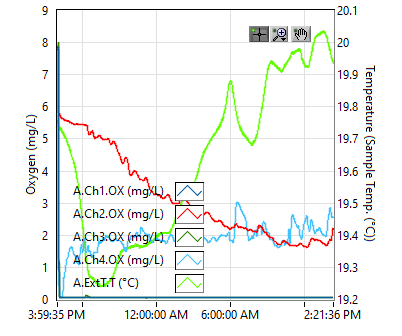 Oxygen (mg/L)
9
8
7
6
5
4
3
2
1
0
A.Ch1.OX (mg/L)
A.Ch2.OX (mg/L)
A.Ch3.OX (mg/L)
A.Ch4.OX (mg/L)
A.ExtT.T (°C)
20.1
20
19.9
19.8
19.7
19.6
19.5
19.4
19.3
19.2
Temperature (Sample Temp. (°C))
3:59:35 PM
12:00:00 AM
6:00:00 AM
2:21:36 PM